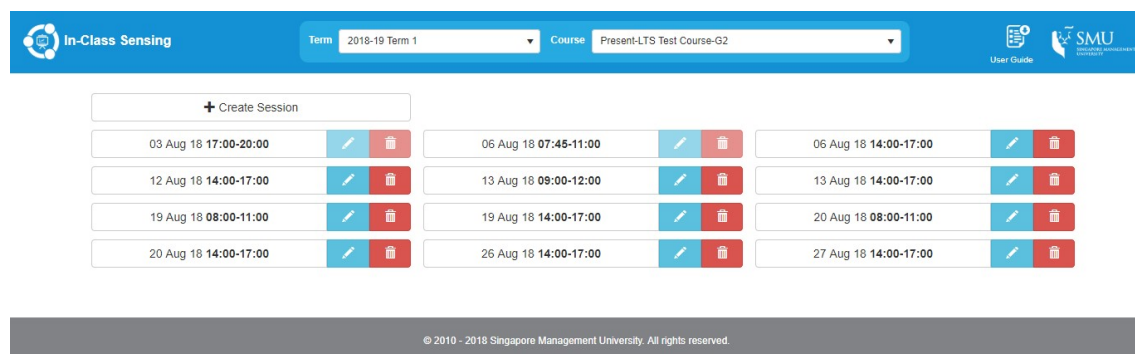 In-Class Sensing Term 2018-19 Term 1 Course Present-LTS Test Course-G2
User Guide
SMU
SINGAPORE MANAGEMENT
UNIVERSITY
+ Create Session
03 Aug 18 17:00-20:00 06 Aug 18 07:45-11:00 06 Aug 18 14:00-17:00
12 Aug 18 14:00-17:00 13 Aug 18 09:00-12:00 13 Aug 18 14:00-17:00
19 Aug 18 08:00-11:00 19 Aug 18 14:00-17:00 20 Aug 18 08:00-11:00
20 Aug 18 14:00-17:00 26 Aug 18 14:00-17:00 27 Aug 18 14:00-17:00
© 2010 - 2018 Singapore Management University. All rights reserved.